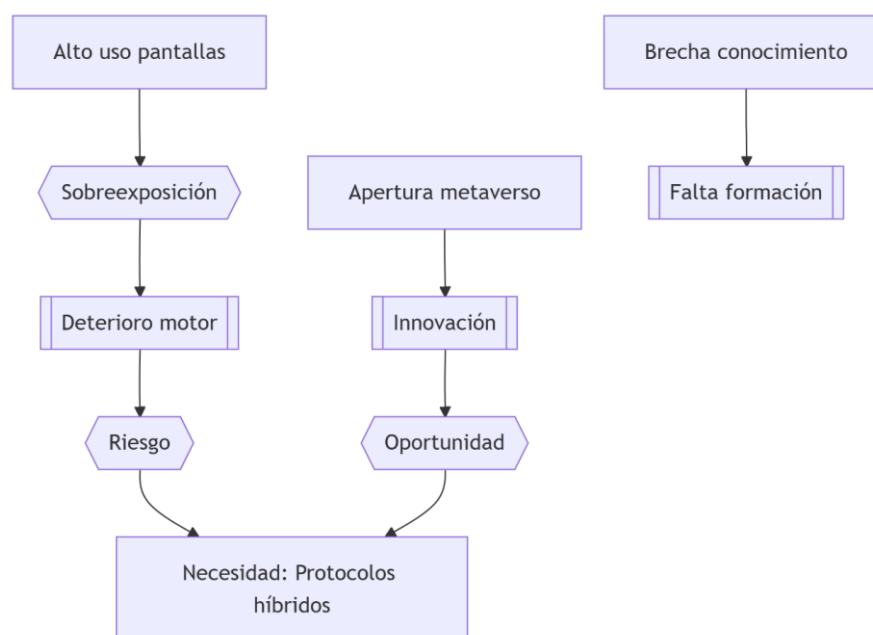 Alto uso pantallas
Brecha conocimiento
Sobreexposición
Apertura metaverso
Falta formación
Deterioro motor
Innovación
Riesgo
Oportunidad
Necesidad: Protocolos
híbridos